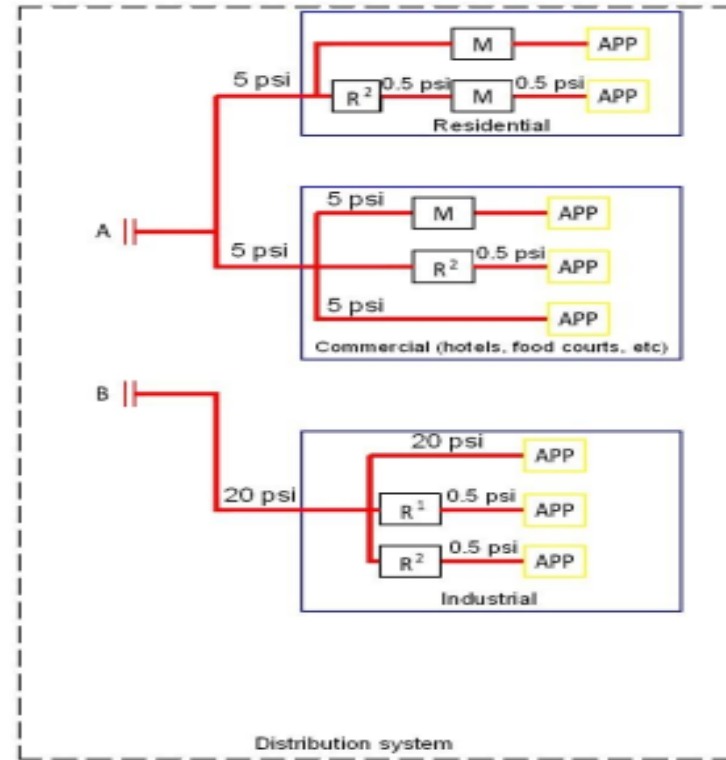 M APP
5 psi
R² 0.5 psi M 0.5 psi APP
Residential
5 psi
M APP
A
5 psi
R² 0.5 psi APP
5 psi
APP
Commercial (hotels, food courts, etc)
B
20 psi
APP
20 psi
R¹ 0.5 psi APP
R² 0.5 psi APP
Industrial
Distribution system